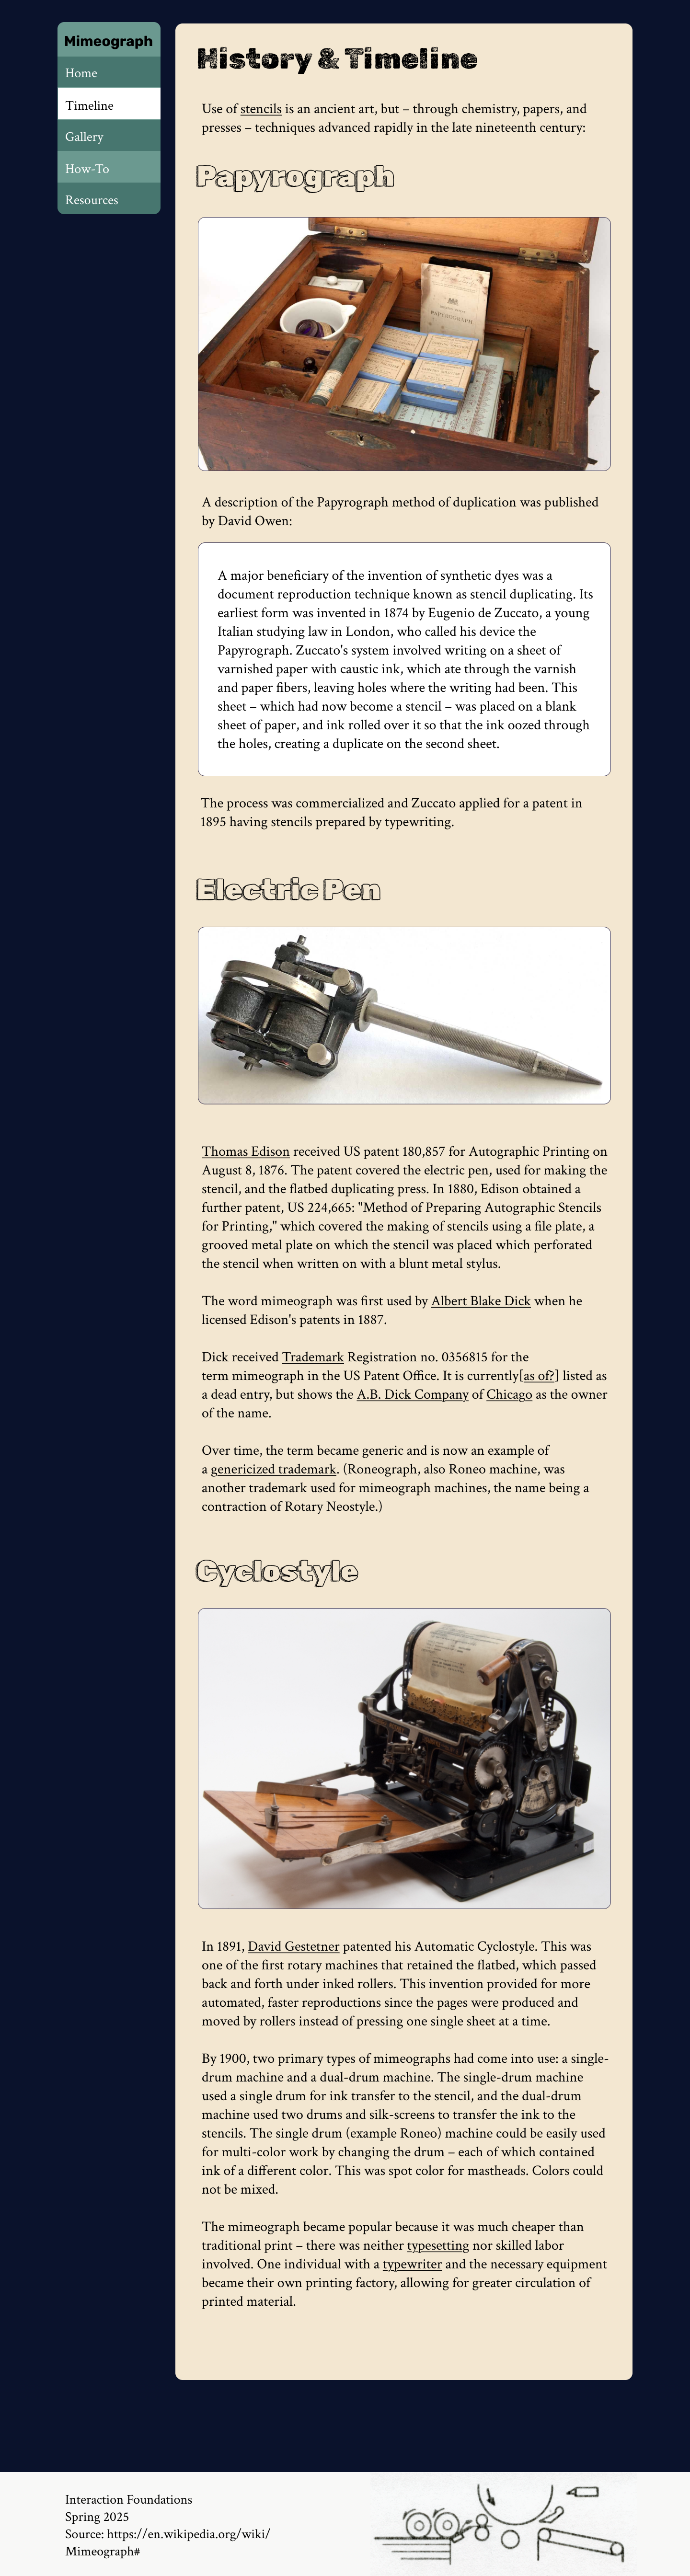 Mimeograph
Home
Timeline
Gallery
How-To
Resources
History & Timeline
Use of stencils is an ancient art, but – through chemistry, papers, and
presses – techniques advanced rapidly in the late nineteenth century:
Papyrograph
PAPYROGRAPH
A description of the Papyrograph method of duplication was published
by David Owen:
A major beneficiary of the invention of synthetic dyes was a
document reproduction technique known as stencil duplicating. Its
earliest form was invented in 1874 by Eugenio de Zuccato, a young
Italian studying law in London, who called his device the
Papyrograph. Zuccato's system involved writing on a sheet of
varnished paper with caustic ink, which ate through the varnish
and paper fibers, leaving holes where the writing had been. This
sheet – which had now become a stencil – was placed on a blank
sheet of paper, and ink rolled over it so that the ink oozed through
the holes, creating a duplicate on the second sheet.
The process was commercialized and Zuccato applied for a patent in
1895 having stencils prepared by typewriting.
Electric Pen
Thomas Edison received US patent 180,857 for Autographic Printing on
August 8, 1876. The patent covered the electric pen, used for making the
stencil, and the flatbed duplicating press. In 1880, Edison obtained a
further patent, US 224,665: "Method of Preparing Autographic Stencils
for Printing," which covered the making of stencils using a file plate, a
grooved metal plate on which the stencil was placed which perforated
the stencil when written on with a blunt metal stylus.
The word mimeograph was first used by Albert Blake Dick when he
licensed Edison's patents in 1887.
Dick received Trademark Registration no. 0356815 for the
term mimeograph in the US Patent Office. It is currently[as of?] listed as
a dead entry, but shows the A.B. Dick Company of Chicago as the owner
of the name.
Over time, the term became generic and is now an example of
a genericized trademark. (Roneograph, also Roneo machine, was
another trademark used for mimeograph machines, the name being a
contraction of Rotary Neostyle.)
Cyclostyle
In 1891, David Gestetner patented his Automatic Cyclostyle. This was
one of the first rotary machines that retained the flatbed, which passed
back and forth under inked rollers. This invention provided for more
automated, faster reproductions since the pages were produced and
moved by rollers instead of pressing one single sheet at a time.
By 1900, two primary types of mimeographs had come into use: a single-
drum machine and a dual-drum machine. The single-drum machine
used a single drum for ink transfer to the stencil, and the dual-drum
machine used two drums and silk-screens to transfer the ink to the
stencils. The single drum (example Roneo) machine could be easily used
for multi-color work by changing the drum – each of which contained
ink of a different color. This was spot color for mastheads. Colors could
not be mixed.
The mimeograph became popular because it was much cheaper than
traditional print – there was neither typesetting nor skilled labor
involved. One individual with a typewriter and the necessary equipment
became their own printing factory, allowing for greater circulation of
printed material.
Interaction Foundations
Spring 2025
Source: https://en.wikipedia.org/wiki/
Mimeograph#